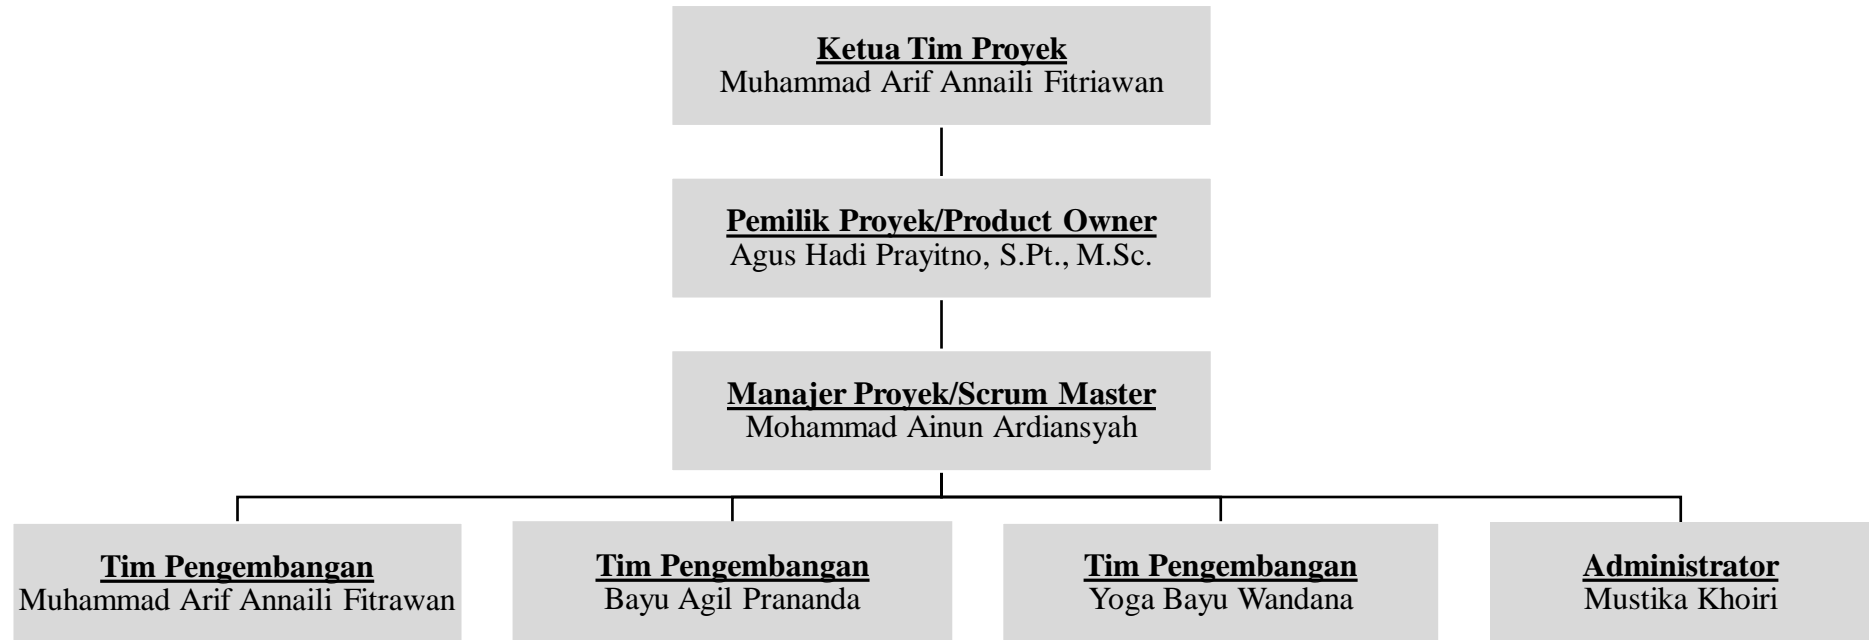 Ketua Tim Proyek
Muhammad Arif Annaili Fitriawan
Pemilik Proyek/Product Owner
Agus Hadi Prayitno, S.Pt., M.Sc.
Manajer Proyek/Scrum Master
Mohammad Ainun Ardiansyah
Tim Pengembangan
Muhammad Arif Annaili Fitrawan
Tim Pengembangan
Bayu Agil Prananda
Tim Pengembangan
Yoga Bayu Wandana
Administrator
Mustika Khoiri